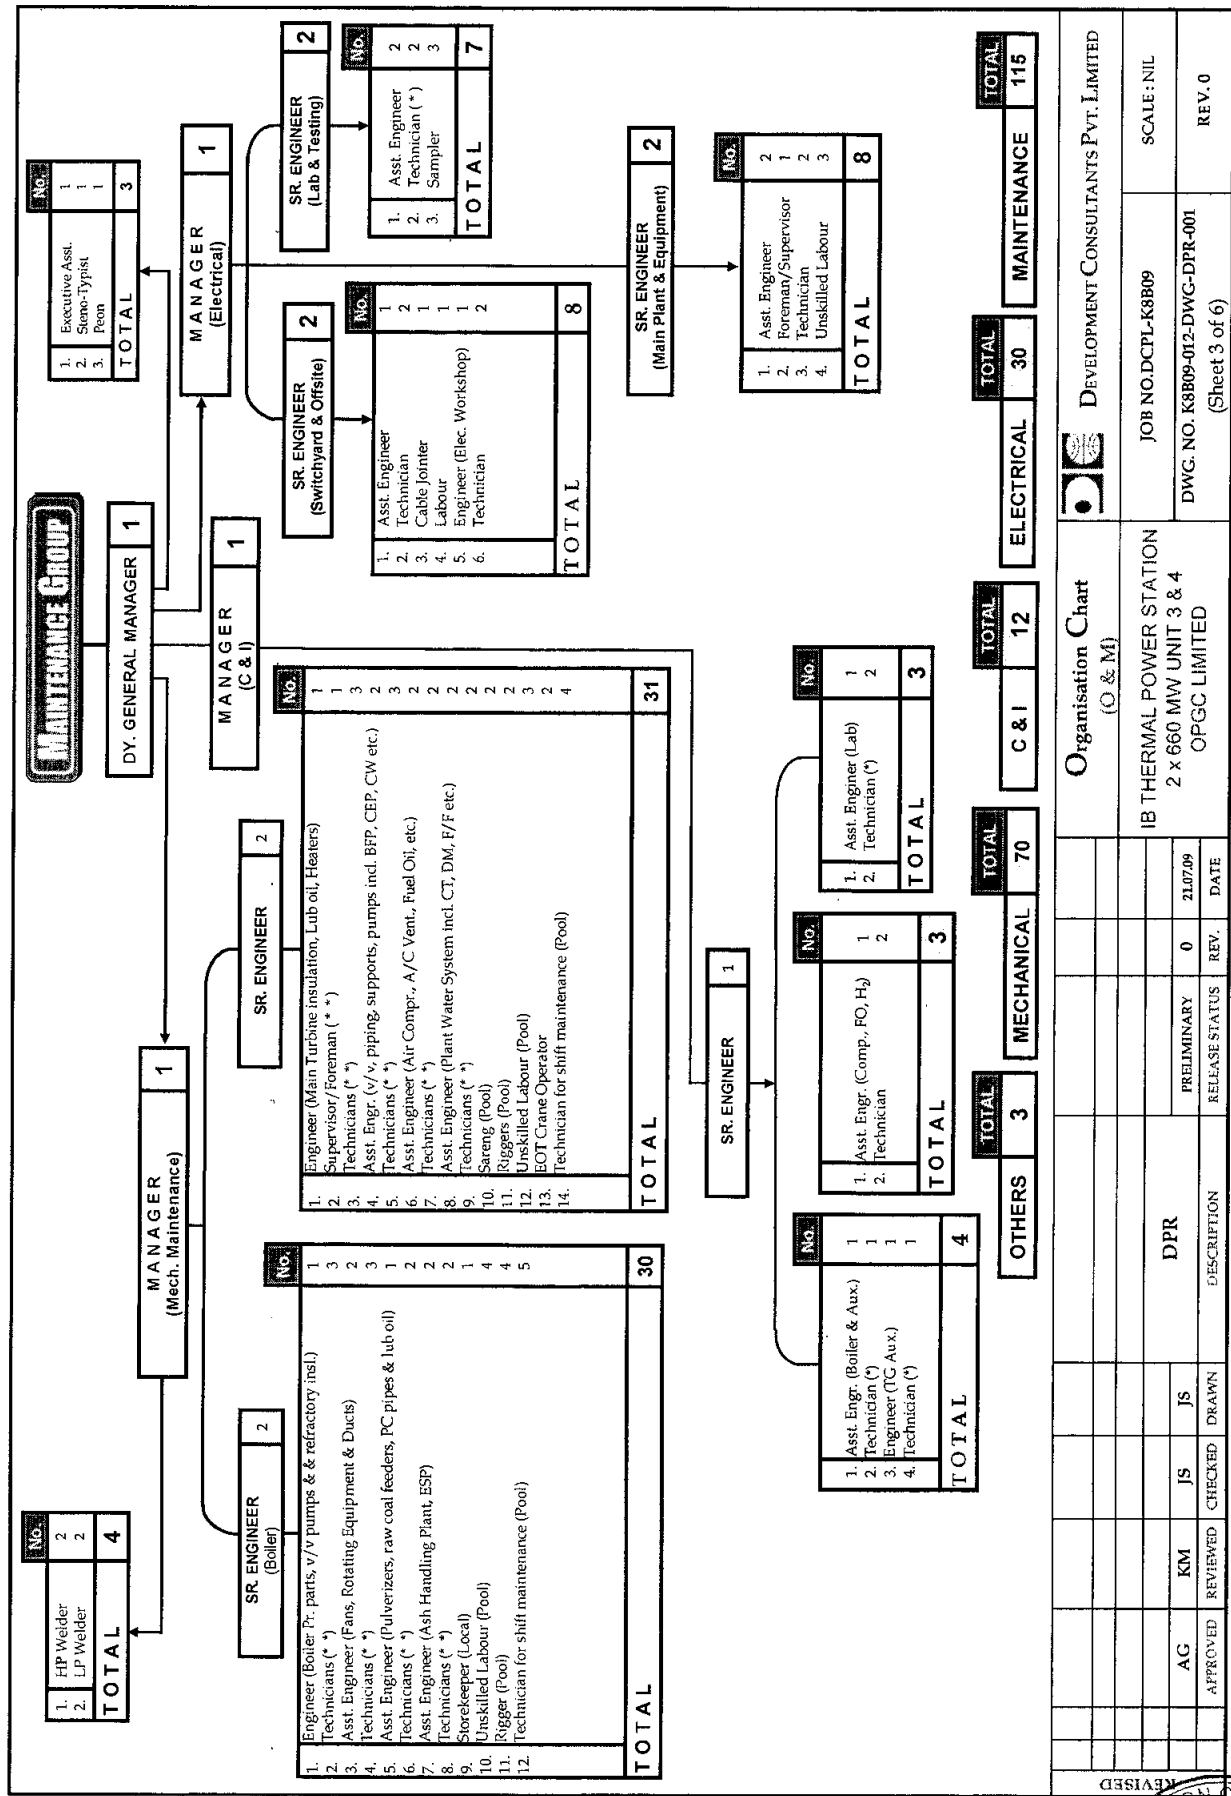 MAINTENANCE GROUP
DY. GENERAL MANAGER 1
No.
1. Executive Asst. 1
2. Steno-Typist 1
3. Peon 1
TOTAL 3
No.
1. HP Welder 2
2. LP Welder 2
TOTAL 4
MANAGER 1
(Mech. Maintenance)
MANAGER 1
(C & I)
MANAGER 1
(Electrical)
SR. ENGINEER 2
(Boiler)
No.
1. Engineer (Boiler Pr. parts, v/v pumps & & refractory insl.) 1
2. Technicians (* *) 3
3. Asst. Engineer (Fans, Rotating Equipment & Ducts) 2
4. Technicians (* *) 3
5. Asst. Engineer (Pulverizers, raw coal feeders, PC pipes & lub oil) 1
6. Technicians (* *) 2
7. Asst. Engineer (Ash Handling Plant, ESP) 2
8. Technicians (* *) 2
9. Storekeeper (Local) 1
10. Unskilled Labour (Pool) 4
11. Rigger (Pool) 4
12. Technician for shift maintenance (Pool) 5
TOTAL 30
SR. ENGINEER 2
No.
1. Engineer (Main Turbine insulation, Lub oil, Heaters) 1
2. Supervisor/Foreman (* *) 1
3. Technicians (* *) 3
4. Asst. Engr. (v/v, piping, supports, pumps incl. BFP, CEP, CW etc.) 2
5. Technicians (* *) 3
6. Asst. Engineer (Air Compr., A/C Vent., Fuel Oil, etc.) 2
7. Technicians (* *) 2
8. Asst. Engineer (Plant Water System incl. CT, DM, F/F etc.) 2
9. Technicians (* *) 2
10. Sareng (Pool) 2
11. Riggers (Pool) 2
12. Unskilled Labour (Pool) 3
13. EOT Crane Operator 2
14. Technician for shift maintenance (Pool) 4
TOTAL 31
SR. ENGINEER 2
(Switchyard & Offsite)
No.
1. Asst. Engineer 1
2. Technician 2
3. Cable Jointer 1
4. Labour 1
5. Engineer (Elec. Workshop) 1
6. Technician 2
TOTAL 8
SR. ENGINEER 2
(Lab & Testing)
No.
1. Asst. Engineer 2
2. Technician (*) 2
3. Sampler 3
TOTAL 7
SR. ENGINEER 2
(Main Plant & Equipment)
No.
1. Asst. Engineer 2
2. Foreman/Supervisor 1
3. Technician 2
4. Unskilled Labour 3
TOTAL 8
SR. ENGINEER 1
No.
1. Asst. Engr. (Boiler & Aux.) 1
2. Technician (*) 1
3. Engineer (TG Aux.) 1
4. Technician (*) 1
TOTAL 4
No.
1. Asst. Engr. (Comp., FO, H2) 1
2. Technician 2
TOTAL 3
No.
1. Asst. Enginer (Lab) 1
2. Technician (*) 2
TOTAL 3
TOTAL TOTAL TOTAL TOTAL TOTAL
OTHERS 3 MECHANICAL 70 C & I 12 ELECTRICAL 30 MAINTENANCE 115
REVISED
AG KM JS JS DPR PRELIMINARY 0 21.07.09
APPROVED REVIEWED CHECKED DRAWN DESCRIPTION RELEASE STATUS REV. DATE
Organisation Chart
(O & M)
IB THERMAL POWER STATION
2 x 660 MW UNIT 3 & 4
OPGC LIMITED
DEVELOPMENT CONSULTANTS PVT. LIMITED
JOB NO.DCPL-K8B09 SCALE: NIL
DWG. NO. K8B09-012-DWG-DPR-001 REV. 0
(Sheet 3 of 6)